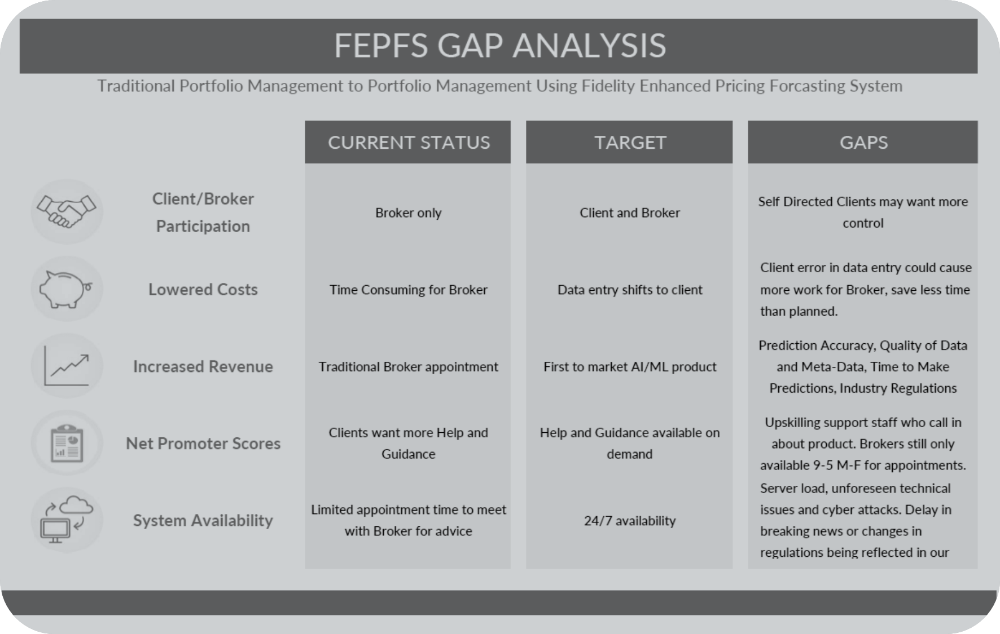 FEPFS GAP ANALYSIS
Traditional Portfolio Management to Portfolio Management Using Fidelity Enhanced Pricing Forcasting System
CURRENT STATUS
TARGET
GAPS
Client/Broker
Participation
Broker only
Client and Broker
Self Directed Clients may want more
control
Lowered Costs
Time Consuming for Broker
Data entry shifts to client
Client error in data entry could cause
more work for Broker, save less time
than planned.
Increased Revenue
Traditional Broker appointment
First to market AI/ML product
Prediction Accuracy, Quality of Data
and Meta-Data, Time to Make
Predictions, Industry Regulations
Net Promoter Scores
Clients want more Help and
Guidance
Help and Guidance available on
demand
Upskilling support staff who call in
about product. Brokers still only
available 9-5 M-F for appointments.
System Availability
Limited appointment time to meet
with Broker for advice
24/7 availability
Server load, unforeseen technical
issues and cyber attacks. Delay in
breaking news or changes in
regulations being reflected in our